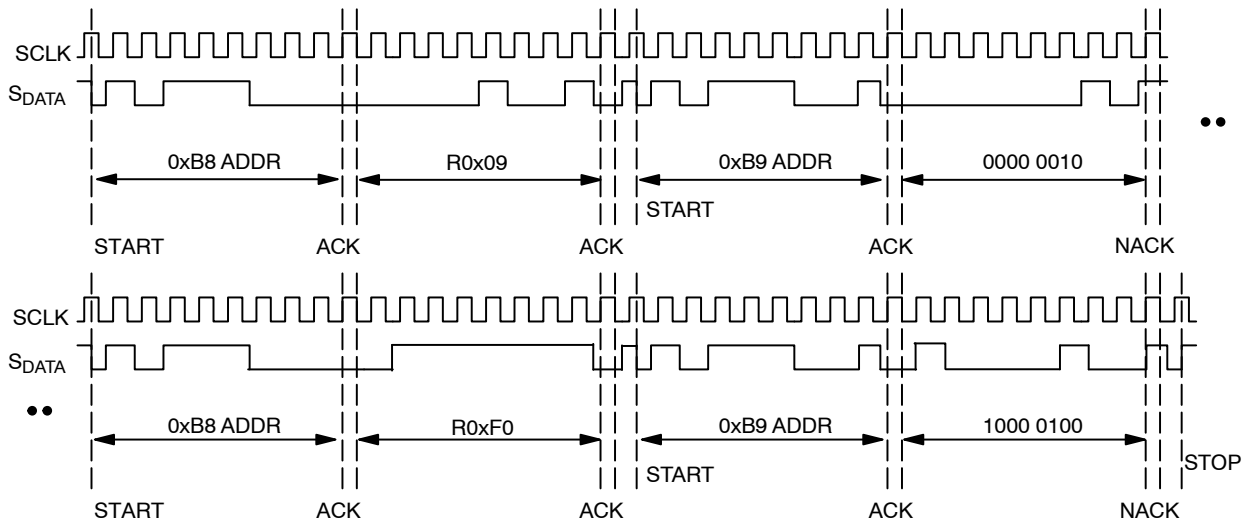 SCLK
SDATA
0xB8 ADDR R0x09 0xB9 ADDR 0000 0010
START
START ACK ACK ACK NACK
SCLK
SDATA
0xB8 ADDR R0xF0 0xB9 ADDR 1000 0100
START STOP
START ACK ACK ACK NACK